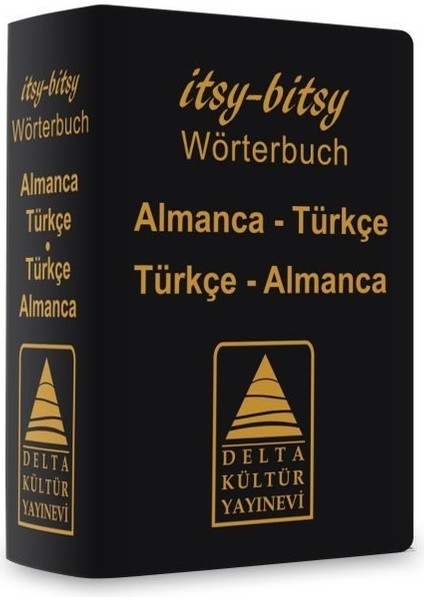 itsy-bitsy
Wörterbuch
Almanca
Türkçe
•
Türkçe
Almanca
DELTA
KÜLTÜR
YAYINEVİ
itsy-bitsy
Wörterbuch
Almanca - Türkçe
Türkçe - Almanca
DELTA
KÜLTÜR
YAYINEVİ